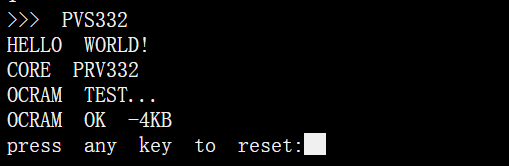 >>> PVS332
HELLO WORLD!
CORE PRV332
OCRAM TEST...
OCRAM OK -4KB
press any key to reset: